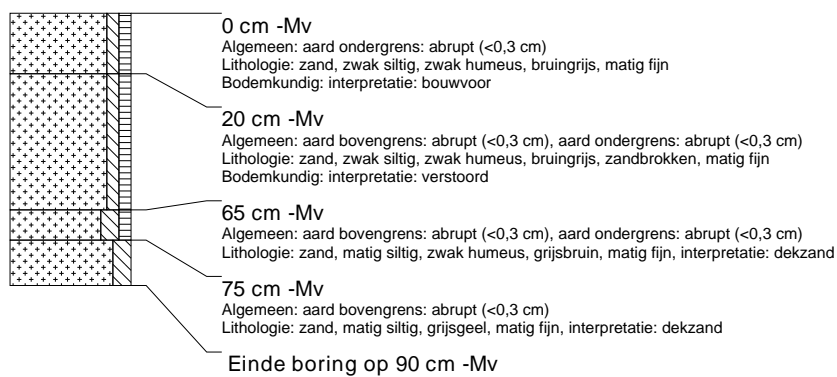 0 cm -Mv
Algemeen: aard ondergrens: abrupt (<0,3 cm)
Lithologie: zand, zwak siltig, zwak humeus, bruingrijs, matig fijn
Bodemkundig: interpretatie: bouwvoor
20 cm -Mv
Algemeen: aard bovengrens: abrupt (<0,3 cm), aard ondergrens: abrupt (<0,3 cm)
Lithologie: zand, zwak siltig, zwak humeus, bruingrijs, zandbrokken, matig fijn
Bodemkundig: interpretatie: verstoord
65 cm -Mv
Algemeen: aard bovengrens: abrupt (<0,3 cm), aard ondergrens: abrupt (<0,3 cm)
Lithologie: zand, matig siltig, zwak humeus, grijsbruin, matig fijn, interpretatie: dekzand
75 cm -Mv
Algemeen: aard bovengrens: abrupt (<0,3 cm)
Lithologie: zand, matig siltig, grijsgeel, matig fijn, interpretatie: dekzand
Einde boring op 90 cm -Mv